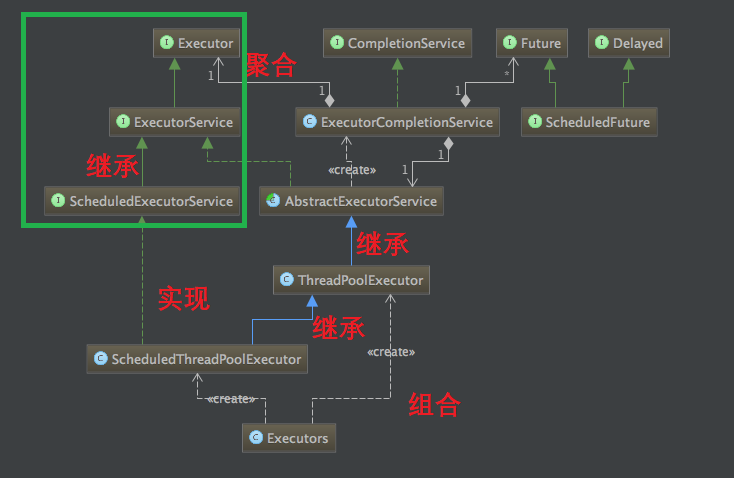 I Executor
I CompletionService
I Future
I Delayed
聚合
1
1
1
*
I ExecutorService
C ExecutorCompletionService
I ScheduledFuture
继承
«create»
1
1
I ScheduledExecutorService
C AbstractExecutorService
继承
C ThreadPoolExecutor
实现
继承
C ScheduledThreadPoolExecutor
«create»
«create»
组合
C Executors